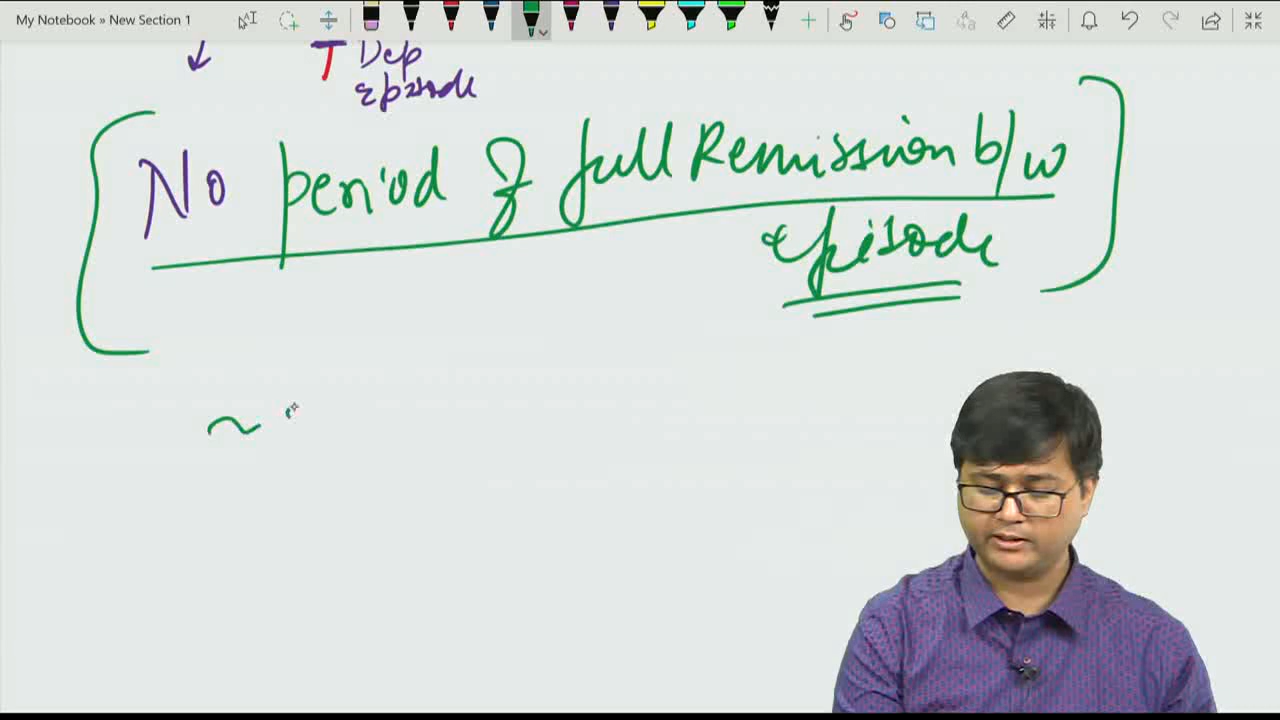 My Notebook » New Section 1
↑ Dep
Episode
No period of full Remission b/w
episode
~